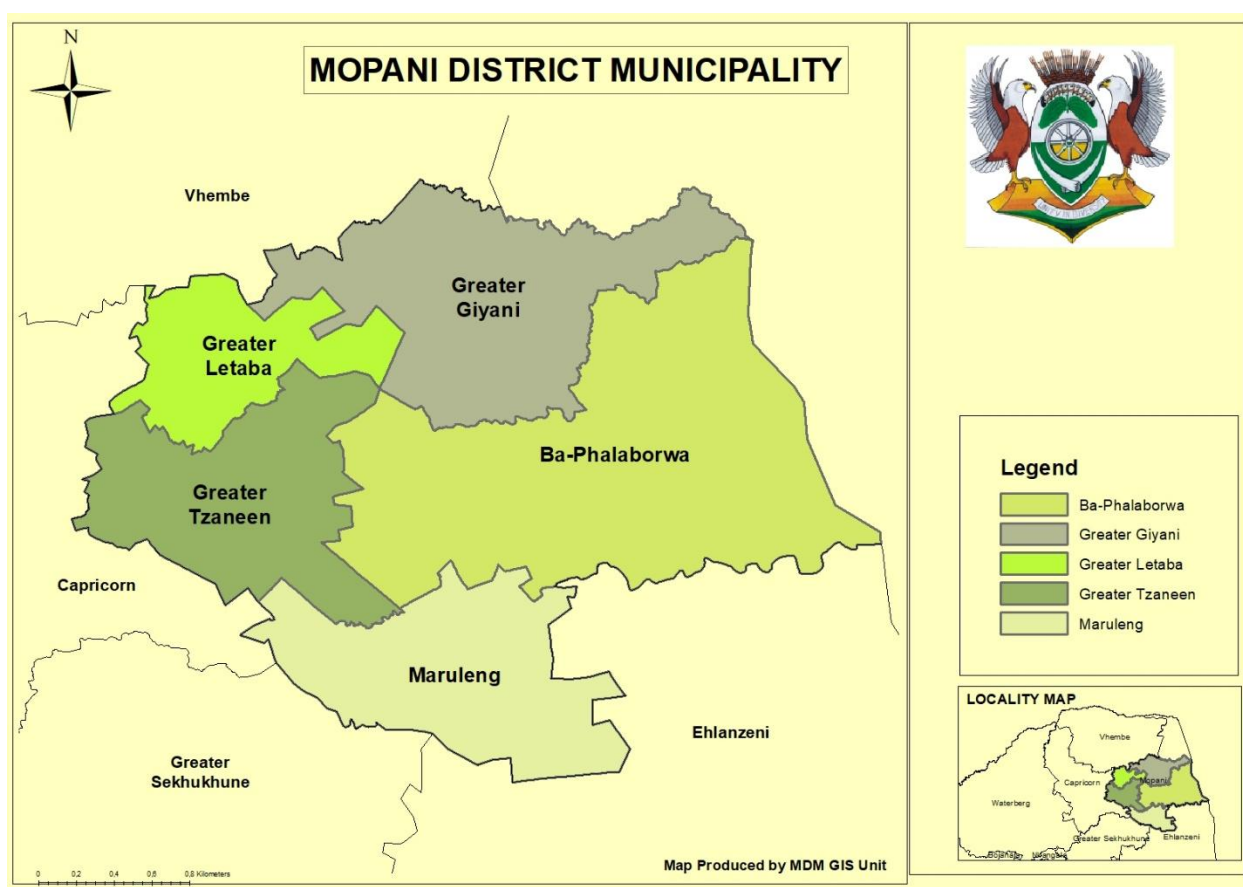 N
MOPANI DISTRICT MUNICIPALITY
Vhembe
Greater
Giyani
Greater
Letaba
Ba-Phalaborwa
Greater
Tzaneen
Capricorn
Maruleng
Ehlanzeni
Greater
Sekhukhune
0 0,2 0,4 0,6 0,8 Kilometers
Map Produced by MDM GIS Unit
Legend
Ba-Phalaborwa
Greater Giyani
Greater Letaba
Greater Tzaneen
Maruleng
LOCALITY MAP
Vhembe
Mopani
Capricorn
Waterberg
Greater Sekhukhune
Ehlanzeni